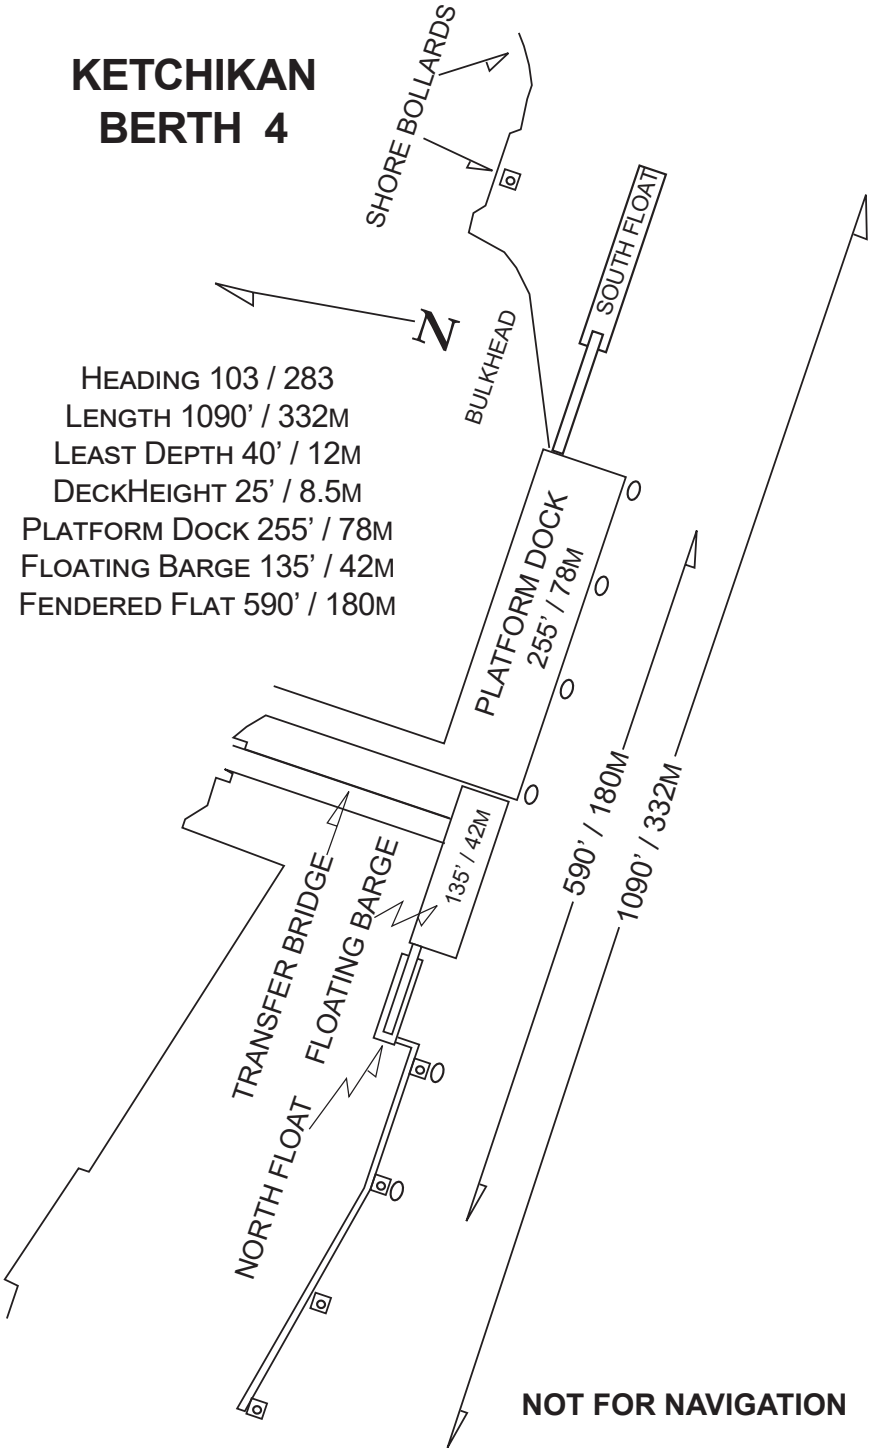 KETCHIKAN
BERTH 4
SHORE BOLLARDS
SOUTH FLOAT
N
BULKHEAD
HEADING 103 / 283
LENGTH 1090’ / 332M
LEAST DEPTH 40’ / 12M
DECKHEIGHT 25’ / 8.5M
PLATFORM DOCK 255’ / 78M
FLOATING BARGE 135’ / 42M
FENDERED FLAT 590’ / 180M
PLATFORM DOCK
255’ / 78M
590’ / 180M
1090’ / 332M
135’ / 42M
TRANSFER BRIDGE
FLOATING BARGE
NORTH FLOAT
NOT FOR NAVIGATION